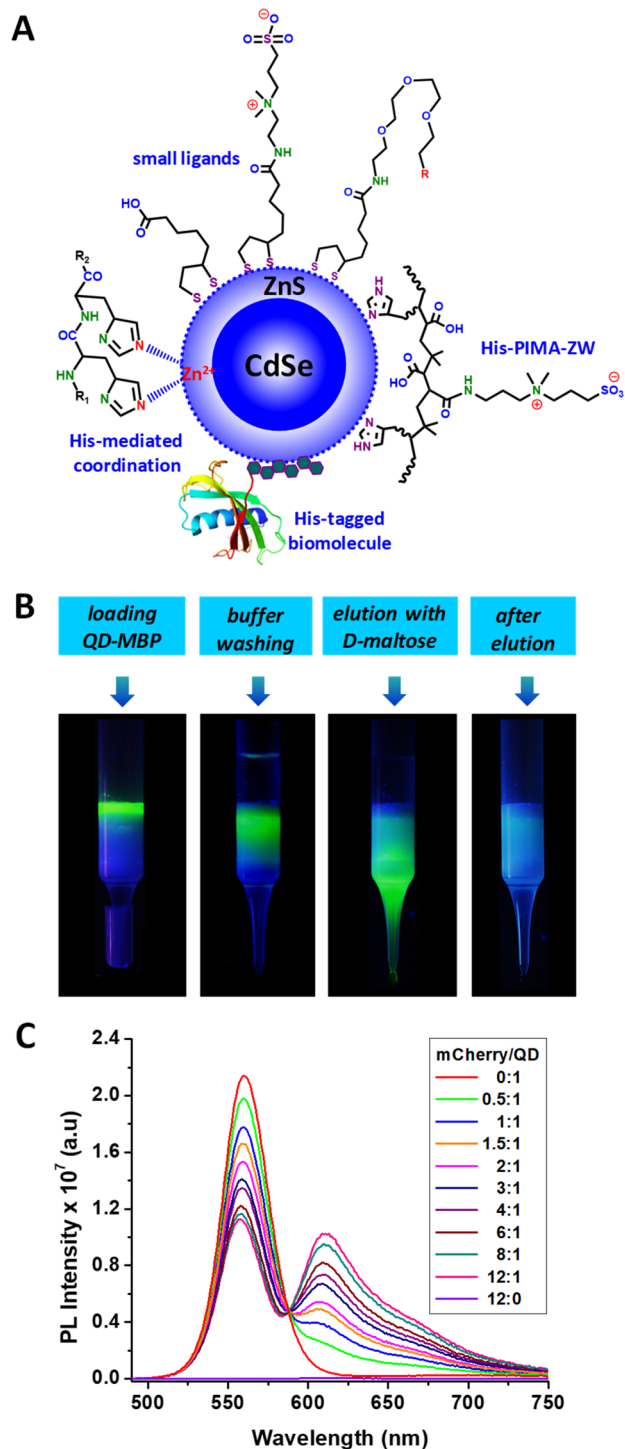 A
O⊖
O S O
O
N
⊕
NH
O
small ligands
HO
O
O
O
O
O
NH
R
O
S S S S S S
R₂
CO
NH
OC
N-H
R₁
N N
N N
Zn²⁺
ZnS
CdSe
H
N
N
O
OH
HO
O
O
NH
N
⊕
⊖
SO₃
N
HN
His-PIMA-ZW
His-mediated
coordination
His-tagged
biomolecule
B
loading
QD-MBP
buffer
washing
elution with
D-maltose
after
elution
C
PL Intensity x 10⁷ (a.u)
2.4
2.0
1.6
1.2
0.8
0.4
0.0
500
550
600
650
700
750
Wavelength (nm)
mCherry/QD
0:1
0.5:1
1:1
1.5:1
2:1
3:1
4:1
6:1
8:1
12:1
12:0